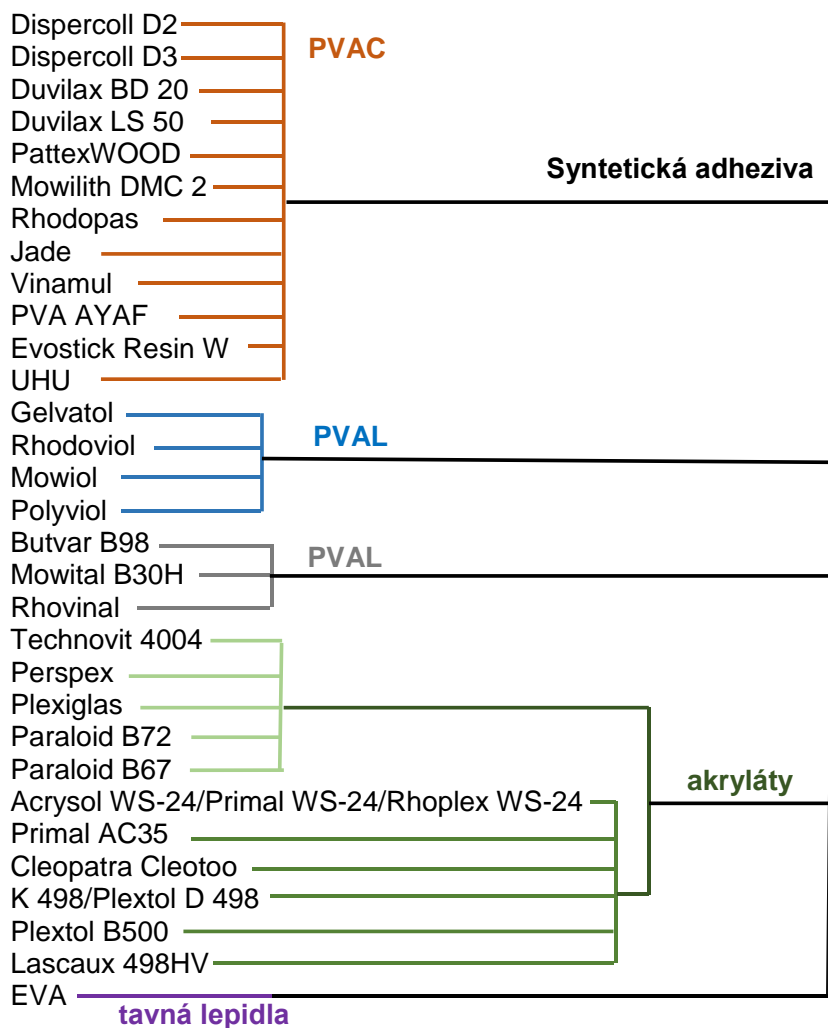 Dispercoll D2
Dispercoll D3
PVAC
Duvilax BD 20
Duvilax LS 50
PattexWOOD
Syntetická adheziva
Mowilith DMC 2
Rhodopas
Jade
Vinamul
PVA AYAF
Evostick Resin W
UHU
Gelvatol
Rhodoviol
PVAL
Mowiol
Polyviol
Butvar B98
PVAL
Mowital B30H
Rhovinal
Technovit 4004
Perspex
Plexiglas
Paraloid B72
Paraloid B67
akryláty
Acrysol WS-24/Primal WS-24/Rhoplex WS-24
Primal AC35
Cleopatra Cleotoo
K 498/Plextol D 498
Plextol B500
Lascaux 498HV
EVA
tavná lepidla